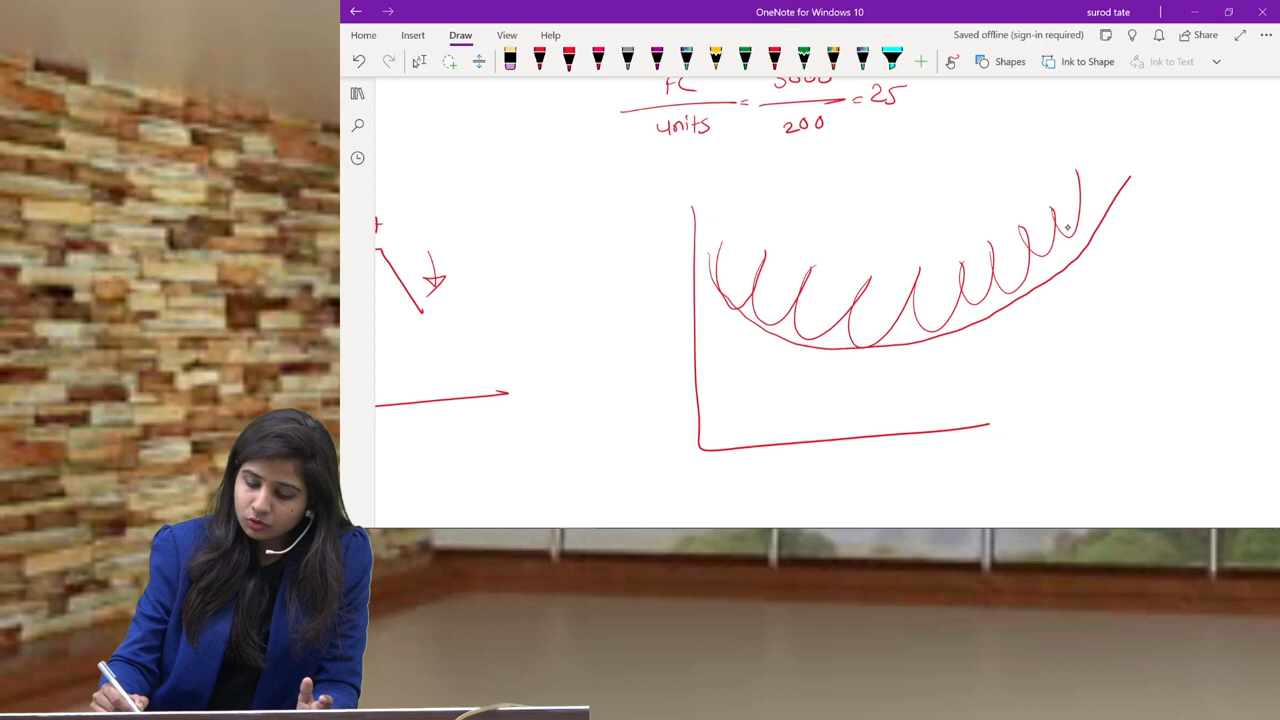 OneNote for Windows 10
surod tate
Home Insert Draw View Help
Saved offline (sign-in required)
Share
Shapes
Ink to Shape
Ink to Text
FC
5000
= = 25
units
200